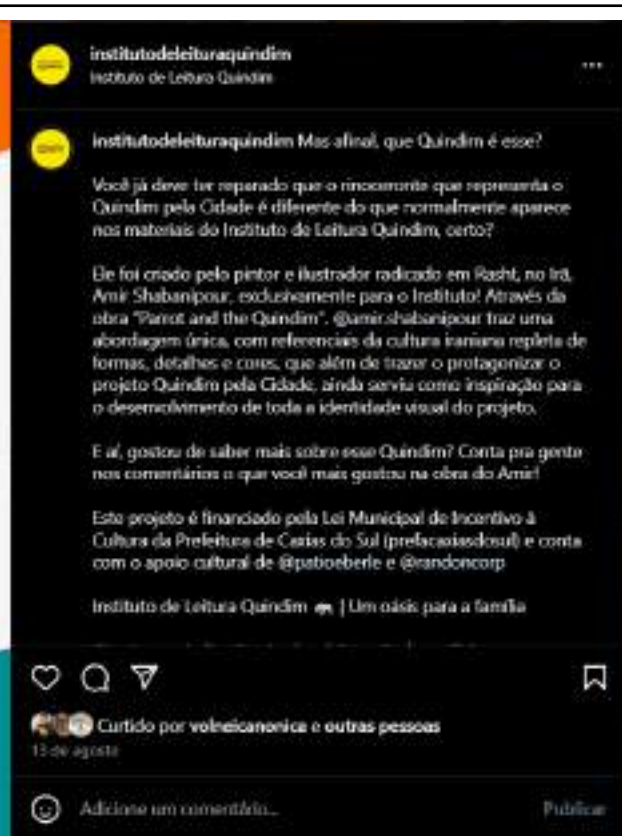 institutodeleituraquindim
Instituto de Leitura Quindim
institutodeleituraquindim Mas afinal, que Quindim é esse?
Você já deve ter reparado que o rinoceronte que representa o
Quindim pela Cidade é diferente do que normalmente aparece
nos materiais do Instituto de Leitura Quindim, certo?
Ele foi criado pelo pintor e ilustrador radicado em Rasht, no Irã,
Amir Shabanipour, exclusivamente para o Instituto! Através da
obra "Parrot and the Quindim", @amir.shabanipour traz uma
abordagem única, com referenciais da cultura iraniana repleta de
formas, detalhes e cores, que além de trazer o protagonizar o
projeto Quindim pela Cidade, ainda serviu como inspiração para
o desenvolvimento de toda a identidade visual do projeto.
E aí, gostou de saber mais sobre esse Quindim? Conta pra gente
nos comentários o que você mais gostou na obra do Amir!
Este projeto é financiado pela Lei Municipal de Incentivo à
Cultura da Prefeitura de Caxias do Sul (prefacaxiasdosul) e conta
com o apoio cultural de @patioeberle e @randoncorp
Instituto de Leitura Quindim 🦏 | Um oásis para a família
Curtido por volneicanonica e outras pessoas
13 de agosto
Adicione um comentário...
Publicar